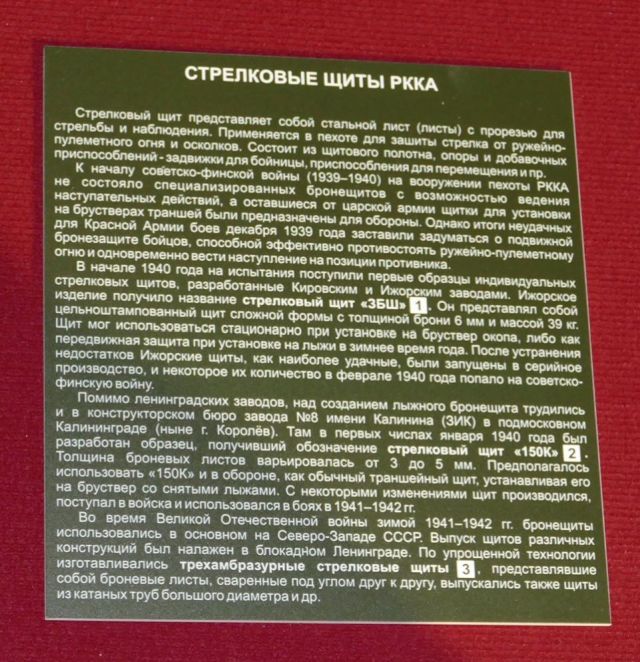 СТРЕЛКОВЫЕ ЩИТЫ РККА
Стрелковый щит представляет собой стальной лист (листы) с прорезью для
стрельбы и наблюдения. Применяется в пехоте для зашиты стрелка от ружейно-
пулеметного огня и осколков. Состоит из щитового полотна, опоры и добавочных
приспособлений - задвижки для бойницы, приспособления для перемещения и пр.
К началу советско-финской войны (1939–1940) на вооружении пехоты РККА
не состояло специализированных бронещитов с возможностью ведения
наступательных действий, а оставшиеся от царской армии щитки для установки
на брустверах траншей были предназначены для обороны. Однако итоги неудачных
для Красной Армии боев декабря 1939 года заставили задуматься о подвижной
бронезащите бойцов, способной эффективно противостоять ружейно-пулеметному
огню и одновременно вести наступление на позиции противника.
В начале 1940 года на испытания поступили первые образцы индивидуальных
стрелковых щитов, разработанные Кировским и Ижорским заводами. Ижорское
изделие получило название стрелковый щит «ЗБШ» 1. Он представлял собой
цельноштампованный щит сложной формы с толщиной брони 6 мм и массой 39 кг.
Щит мог использоваться стационарно при установке на бруствер окопа, либо как
передвижная защита при установке на лыжи в зимнее время года. После устранения
недостатков Ижорские щиты, как наиболее удачные, были запущены в серийное
производство, и некоторое их количество в феврале 1940 года попало на советско-
финскую войну.
Помимо ленинградских заводов, над созданием лыжного бронещита трудились
и в конструкторском бюро завода №8 имени Калинина (ЗИК) в подмосковном
Калининграде (ныне г. Королёв). Там в первых числах января 1940 года был
разработан образец, получивший обозначение стрелковый щит «150К» 2.
Толщина броневых листов варьировалась от 3 до 5 мм. Предполагалось
использовать «150К» и в обороне, как обычный траншейный щит, устанавливая его
на бруствер со снятыми лыжами. С некоторыми изменениями щит производился,
поступал в войска и использовался в боях в 1941–1942 гг.
Во время Великой Отечественной войны зимой 1941–1942 гг. бронещиты
использовались в основном на Северо-Западе СССР. Выпуск щитов различных
конструкций был налажен в блокадном Ленинграде. По упрощенной технологии
изготавливались трехамбразурные стрелковые щиты 3, представлявшие
собой броневые листы, сваренные под углом друг к другу, выпускались также щиты
из катаных труб большого диаметра и др.